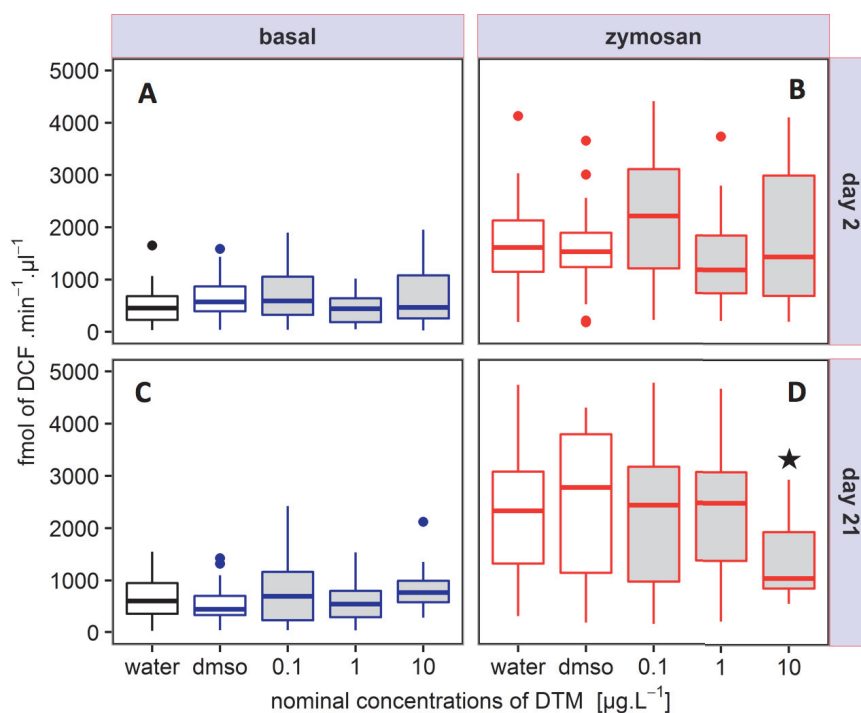 basal zymosan
A B
5000
4000
3000
2000
1000
0
day 2
C D
5000
4000
3000
2000
1000
0
★
day 21
fmol of DCF .min⁻¹.µl⁻¹
water dmso 0.1 1 10 water dmso 0.1 1 10
nominal concentrations of DTM [µg.L⁻¹]